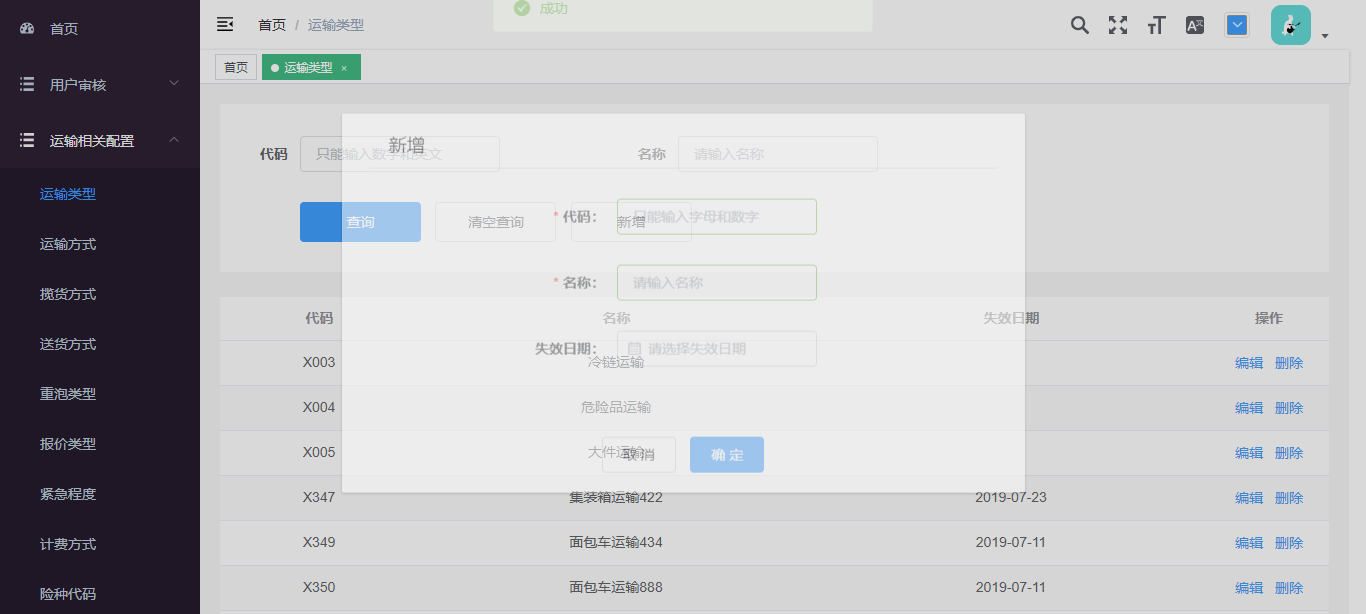 首页
用户审核
运输相关配置
运输类型
运输方式
揽货方式
送货方式
重泡类型
报价类型
紧急程度
计费方式
险种代码
首页 / 运输类型
成功
首页 运输类型 ×
代码 只能输入数字和英文 名称 请输入名称
查询 清空查询 新增
新增
* 代码: 只能输入字母和数字
* 名称: 请输入名称
失效日期: 请选择失效日期
取消 确 定
代码 名称 失效日期 操作
X003 冷链运输 编辑 删除
X004 危险品运输 编辑 删除
X005 大件运输 编辑 删除
X347 集装箱运输422 2019-07-23 编辑 删除
X349 面包车运输434 2019-07-11 编辑 删除
X350 面包车运输888 2019-07-11 编辑 删除